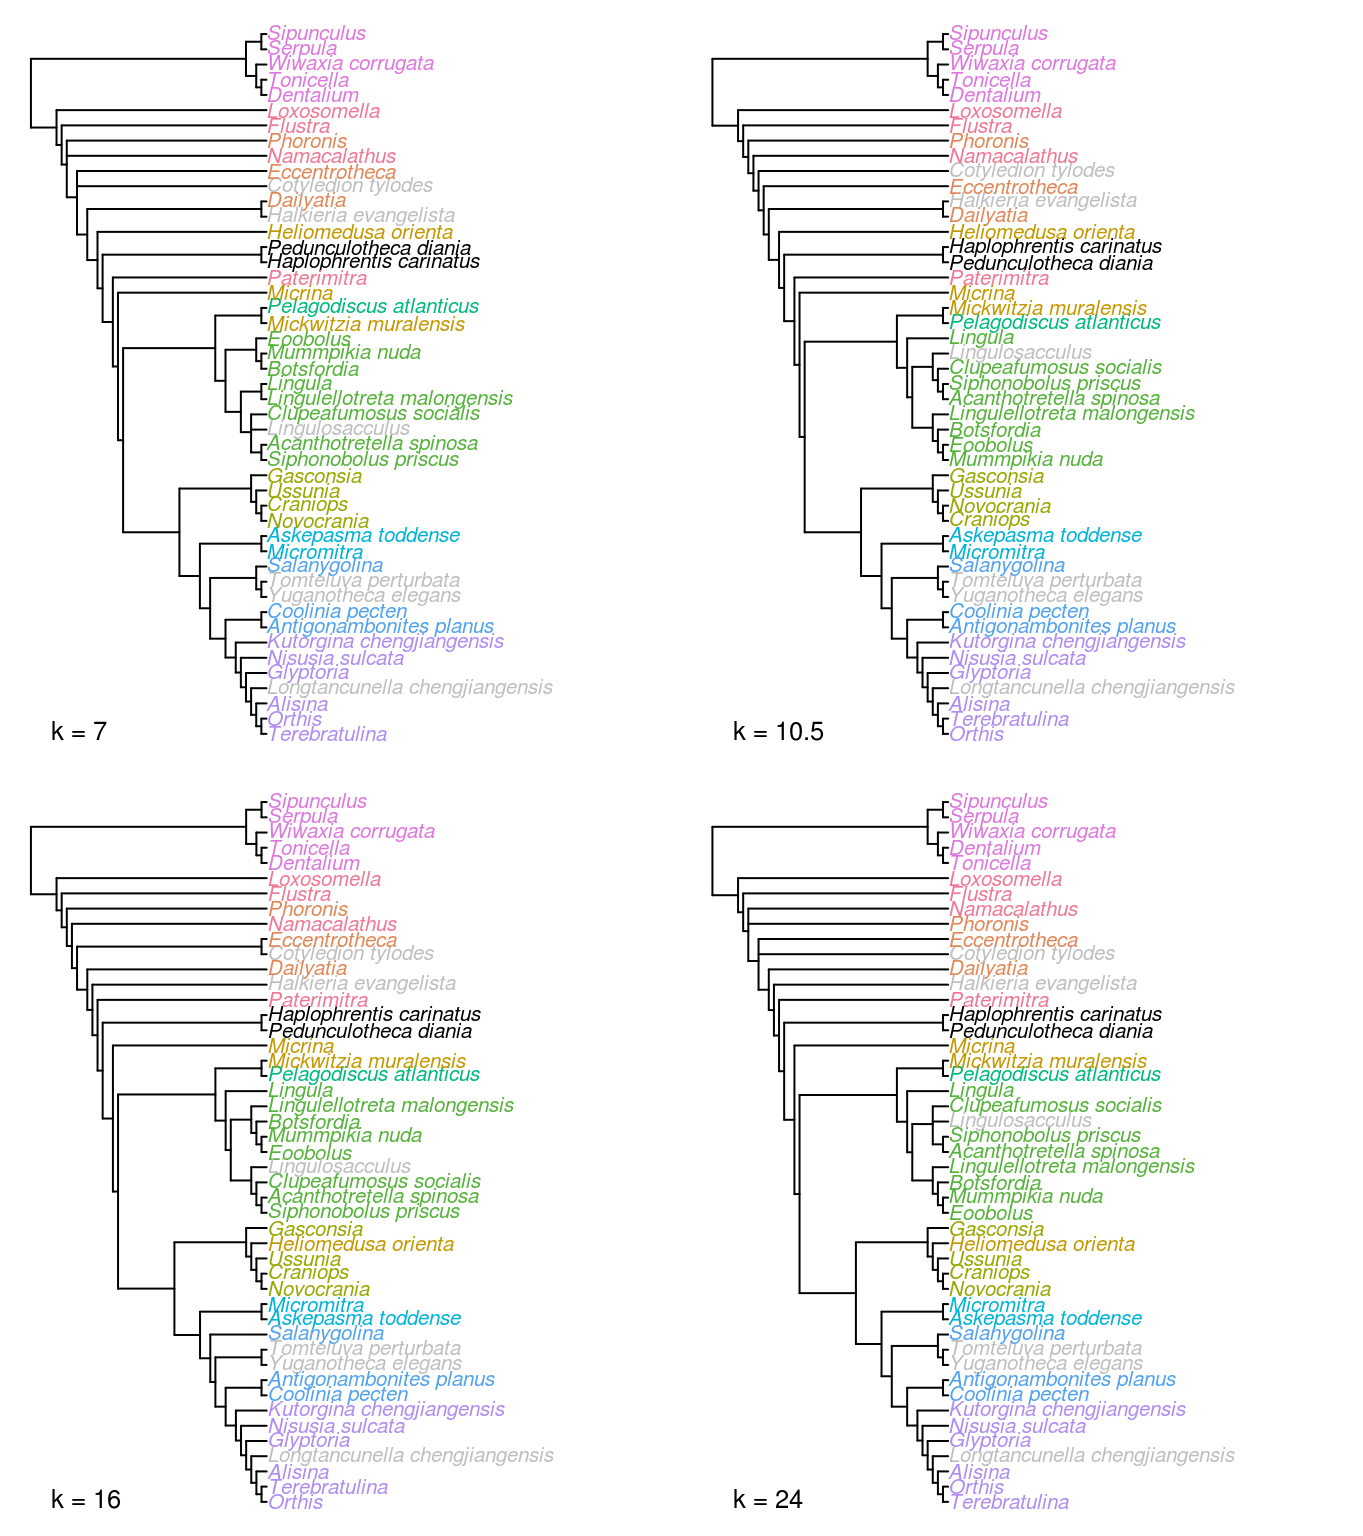 Sipunculus
Serpula
Wiwaxia corrugata
Tonicella
Dentalium
Loxosomella
Flustra
Phoronis
Namacalathus
Eccentrotheca
Cotyledion tylodes
Dailyatia
Halkieria evangelista
Heliomedusa orienta
Pedunculotheca diania
Haplophrentis carinatus
Paterimitra
Micrina
Pelagodiscus atlanticus
Mickwitzia muralensis
Eoobolus
Mummpikia nuda
Botsfordia
Lingula
Lingulellotreta malongensis
Clupeafumosus socialis
Lingulosacculus
Acanthotretella spinosa
Siphonobolus priscus
Gasconsia
Ussunia
Craniops
Novocrania
Askepasma toddense
Micromitra
Salanygolina
Tomteluva perturbata
Yuganotheca elegans
Coolinia pecten
Antigonambonites planus
Kutorgina chengjiangensis
Nisusia sulcata
Glyptoria
Longtancunella chengjiangensis
Alisina
Orthis
Terebratulina
k = 7
Sipunculus
Serpula
Wiwaxia corrugata
Tonicella
Dentalium
Loxosomella
Flustra
Phoronis
Namacalathus
Cotyledion tylodes
Eccentrotheca
Halkieria evangelista
Dailyatia
Heliomedusa orienta
Haplophrentis carinatus
Pedunculotheca diania
Paterimitra
Micrina
Mickwitzia muralensis
Pelagodiscus atlanticus
Lingula
Lingulosacculus
Clupeafumosus socialis
Siphonobolus priscus
Acanthotretella spinosa
Lingulellotreta malongensis
Botsfordia
Eoobolus
Mummpikia nuda
Gasconsia
Ussunia
Novocrania
Craniops
Askepasma toddense
Micromitra
Salanygolina
Tomteluva perturbata
Yuganotheca elegans
Coolinia pecten
Antigonambonites planus
Kutorgina chengjiangensis
Nisusia sulcata
Glyptoria
Longtancunella chengjiangensis
Alisina
Terebratulina
Orthis
k = 10.5
Sipunculus
Serpula
Wiwaxia corrugata
Tonicella
Dentalium
Loxosomella
Flustra
Phoronis
Namacalathus
Eccentrotheca
Cotyledion tylodes
Dailyatia
Halkieria evangelista
Paterimitra
Haplophrentis carinatus
Pedunculotheca diania
Micrina
Mickwitzia muralensis
Pelagodiscus atlanticus
Lingula
Lingulellotreta malongensis
Botsfordia
Mummpikia nuda
Eoobolus
Lingulosacculus
Clupeafumosus socialis
Acanthotretella spinosa
Siphonobolus priscus
Gasconsia
Heliomedusa orienta
Ussunia
Craniops
Novocrania
Micromitra
Askepasma toddense
Salanygolina
Tomteluva perturbata
Yuganotheca elegans
Antigonambonites planus
Coolinia pecten
Kutorgina chengjiangensis
Nisusia sulcata
Glyptoria
Longtancunella chengjiangensis
Alisina
Terebratulina
Orthis
k = 16
Sipunculus
Serpula
Wiwaxia corrugata
Dentalium
Tonicella
Loxosomella
Flustra
Namacalathus
Phoronis
Eccentrotheca
Cotyledion tylodes
Dailyatia
Halkieria evangelista
Paterimitra
Haplophrentis carinatus
Pedunculotheca diania
Micrina
Mickwitzia muralensis
Pelagodiscus atlanticus
Lingula
Clupeafumosus socialis
Lingulosacculus
Siphonobolus priscus
Acanthotretella spinosa
Lingulellotreta malongensis
Botsfordia
Mummpikia nuda
Eoobolus
Gasconsia
Heliomedusa orienta
Ussunia
Craniops
Novocrania
Micromitra
Askepasma toddense
Salanygolina
Tomteluva perturbata
Yuganotheca elegans
Antigonambonites planus
Coolinia pecten
Kutorgina chengjiangensis
Nisusia sulcata
Glyptoria
Longtancunella chengjiangensis
Alisina
Orthis
Terebratulina
k = 24